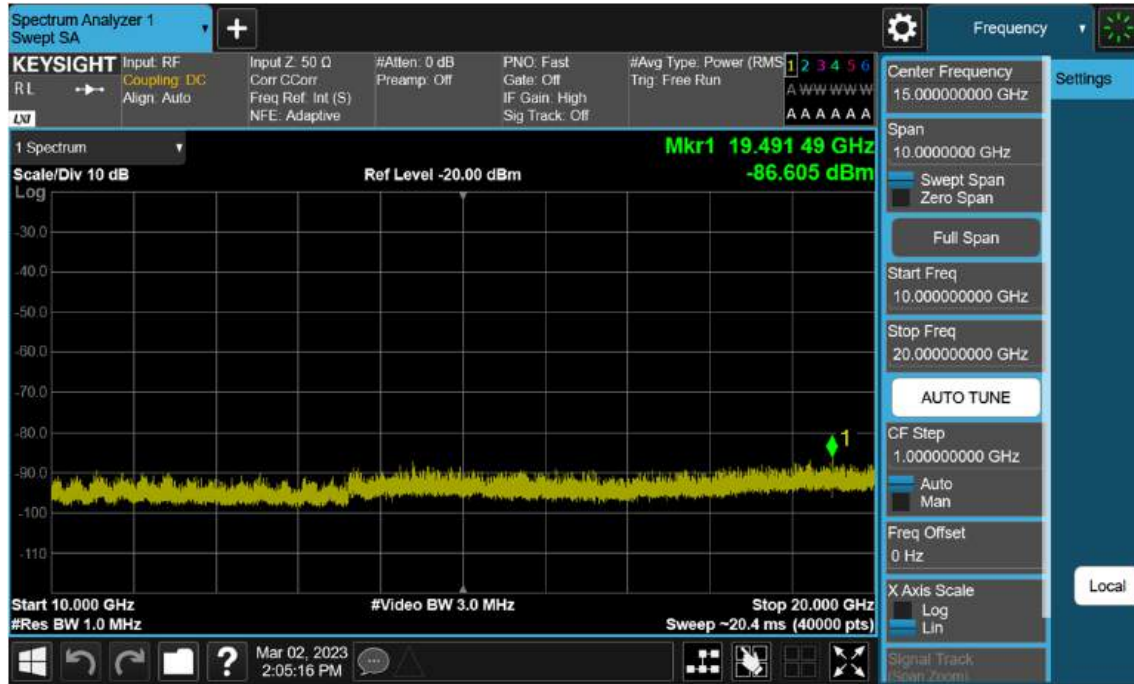 Spectrum Analyzer 1
Swept SA
Frequency
KEYSIGHT
RL
LXI
Input: RF
Coupling: DC
Align: Auto
Input Z: 50 Ω
Corr CCorr
Freq Ref: Int (S)
NFE: Adaptive
#Atten: 0 dB
Preamp: Off
PNO: Fast
Gate: Off
IF Gain: High
Sig Track: Off
#Avg Type: Power (RMS
Trig: Free Run
1 2 3 4 5 6
A W W W W W
A A A A A A
1 Spectrum
Mkr1 19.491 49 GHz
-86.605 dBm
Scale/Div 10 dB
Ref Level -20.00 dBm
Log
-30.0
-40.0
-50.0
-60.0
-70.0
-80.0
-90.0
-100
-110
1
Start 10.000 GHz
#Res BW 1.0 MHz
#Video BW 3.0 MHz
Stop 20.000 GHz
Sweep ~20.4 ms (40000 pts)
Center Frequency
15.000000000 GHz
Span
10.0000000 GHz
Swept Span
Zero Span
Full Span
Start Freq
10.000000000 GHz
Stop Freq
20.000000000 GHz
AUTO TUNE
CF Step
1.000000000 GHz
Auto
Man
Freq Offset
0 Hz
X Axis Scale
Log
Lin
Signal Track
(Span Zoom)
Settings
Local
?
Mar 02, 2023
2:05:16 PM